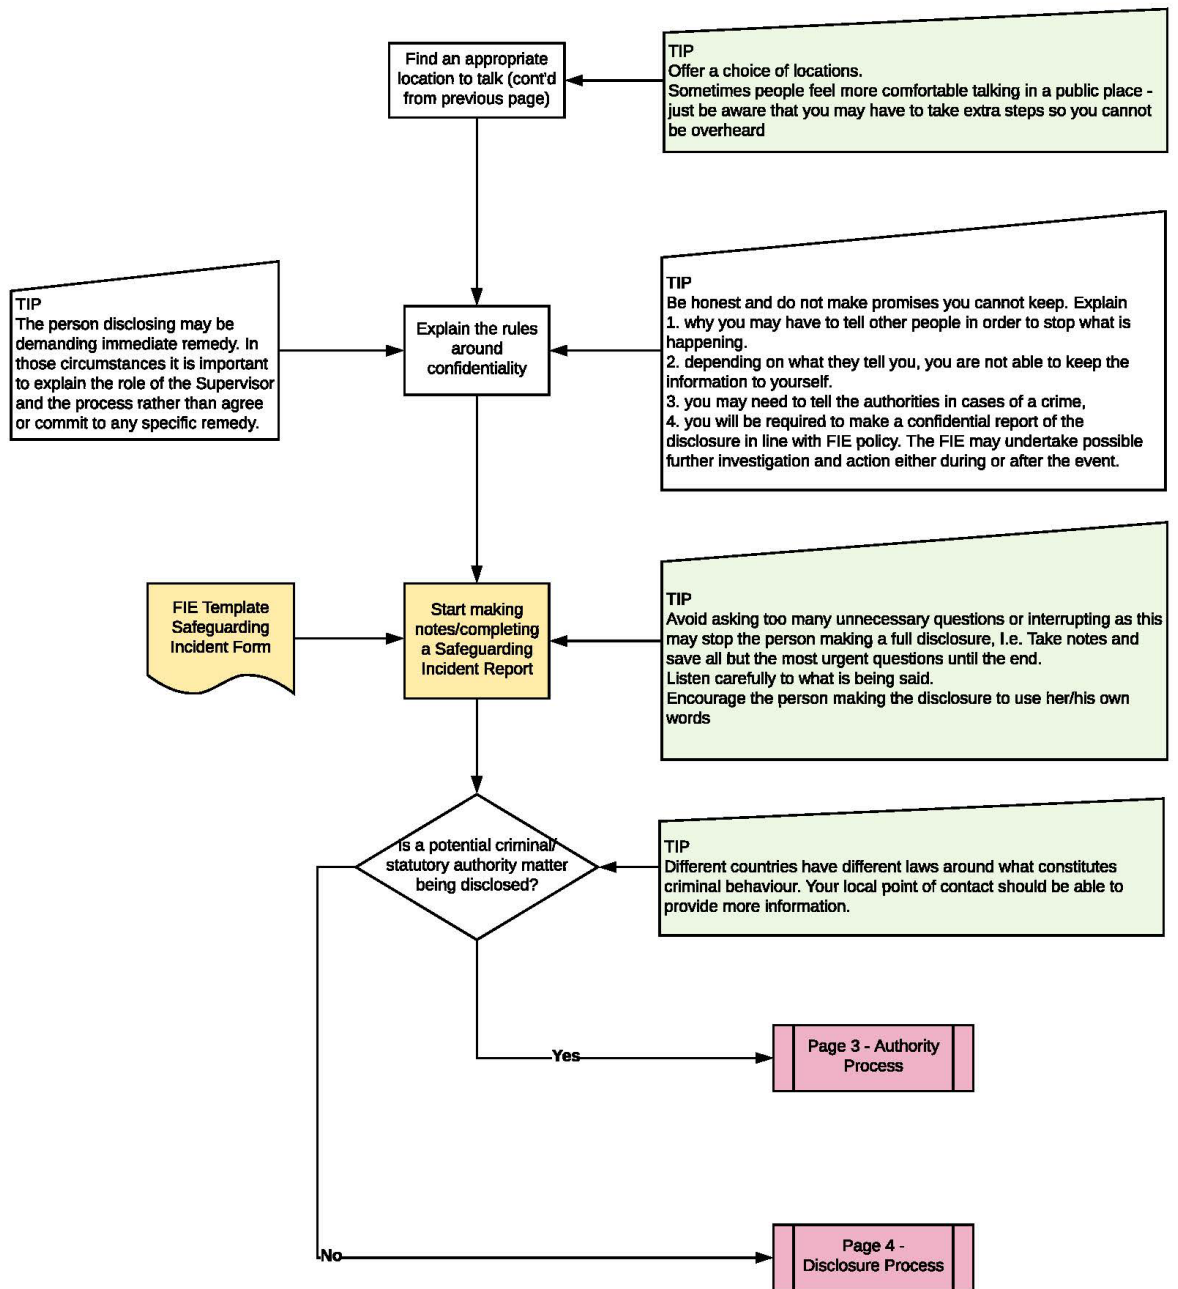 Find an appropriate
location to talk (cont'd
from previous page)
TIP
Offer a choice of locations.
Sometimes people feel more comfortable talking in a public place -
just be aware that you may have to take extra steps so you cannot
be overheard
TIP
The person disclosing may be
demanding immediate remedy. In
those circumstances it is important
to explain the role of the Supervisor
and the process rather than agree
or commit to any specific remedy.
Explain the rules
around
confidentiality
TIP
Be honest and do not make promises you cannot keep. Explain
1. why you may have to tell other people in order to stop what is
happening.
2. depending on what they tell you, you are not able to keep the
information to yourself.
3. you may need to tell the authorities in cases of a crime,
4. you will be required to make a confidential report of the
disclosure in line with FIE policy. The FIE may undertake possible
further investigation and action either during or after the event.
FIE Template
Safeguarding
Incident Form
Start making
notes/completing
a Safeguarding
Incident Report
TIP
Avoid asking too many unnecessary questions or interrupting as this
may stop the person making a full disclosure, I.e. Take notes and
save all but the most urgent questions until the end.
Listen carefully to what is being said.
Encourage the person making the disclosure to use her/his own
words
Is a potential criminal/
statutory authority matter
being disclosed?
TIP
Different countries have different laws around what constitutes
criminal behaviour. Your local point of contact should be able to
provide more information.
Yes
Page 3 - Authority
Process
No
Page 4 -
Disclosure Process